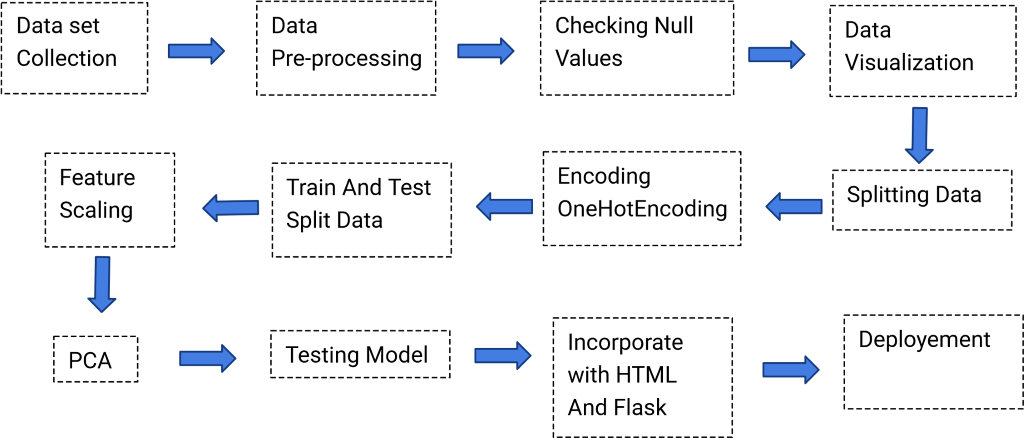 Data set
Collection
Data
Pre-processing
Checking Null
Values
Data
Visualization
Splitting Data
Encoding
OneHotEncoding
Train And Test
Split Data
Feature
Scaling
PCA
Testing Model
Incorporate
with HTML
And Flask
Deployement